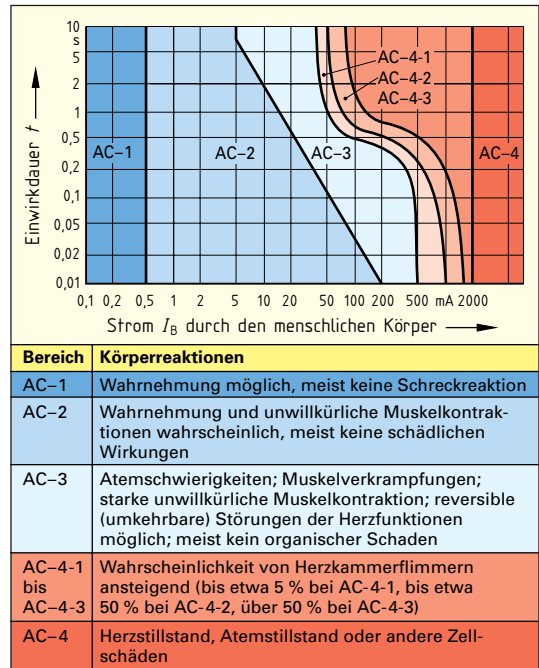 10
s
5
2
1
0,5
0,2
0,1
0,05
0,02
0,01
Einwirkdauer t
AC–1
AC–2
AC–3
AC-4-1
AC-4-2
AC-4-3
AC–4
0,1 0,2 0,5 1 2 5 10 20 50 100 200 500 mA 2000
Strom IB durch den menschlichen Körper
Bereich Körperreaktionen
AC–1 Wahrnehmung möglich, meist keine Schreckreaktion
AC–2 Wahrnehmung und unwillkürliche Muskelkontrak-
tionen wahrscheinlich, meist keine schädlichen
Wirkungen
AC–3 Atemschwierigkeiten; Muskelverkrampfungen;
starke unwillkürliche Muskelkontraktion; reversible
(umkehrbare) Störungen der Herzfunktionen
möglich; meist kein organischer Schaden
AC-4-1 Wahrscheinlichkeit von Herzkammerflimmern
bis ansteigend (bis etwa 5 % bei AC-4-1, bis etwa
AC-4-3 50 % bei AC-4-2, über 50 % bei AC-4-3)
AC–4 Herzstillstand, Atemstillstand oder andere Zell-
schäden